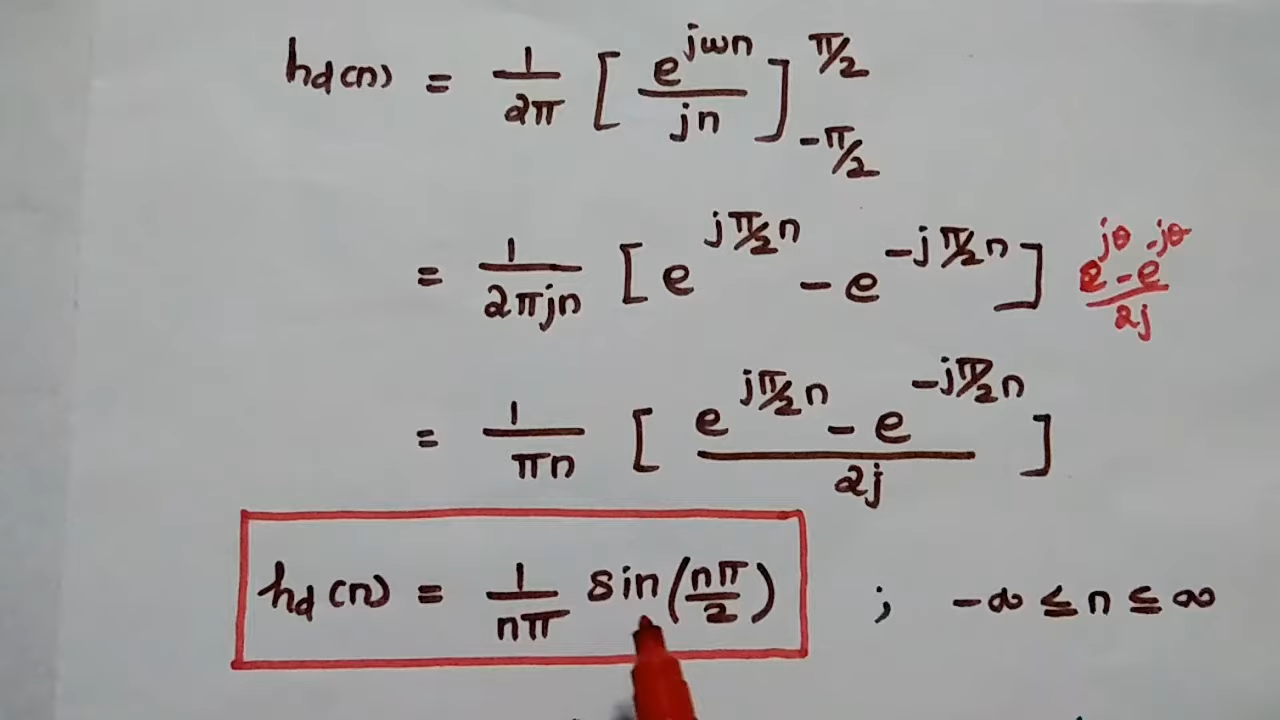 hd(n) = 1/2π [ e^{jωn} / jn ]_{-π/2}^{π/2}
= 1/2πjn [ e^{jπ/2 n} - e^{-jπ/2 n} ] e^{jθ} - e^{-jθ} / 2j
= 1/πn [ e^{jπ/2 n} - e^{-jπ/2 n} / 2j ]
hd(n) = 1/nπ sin(nπ/2) ; -∞ ≤ n ≤ ∞